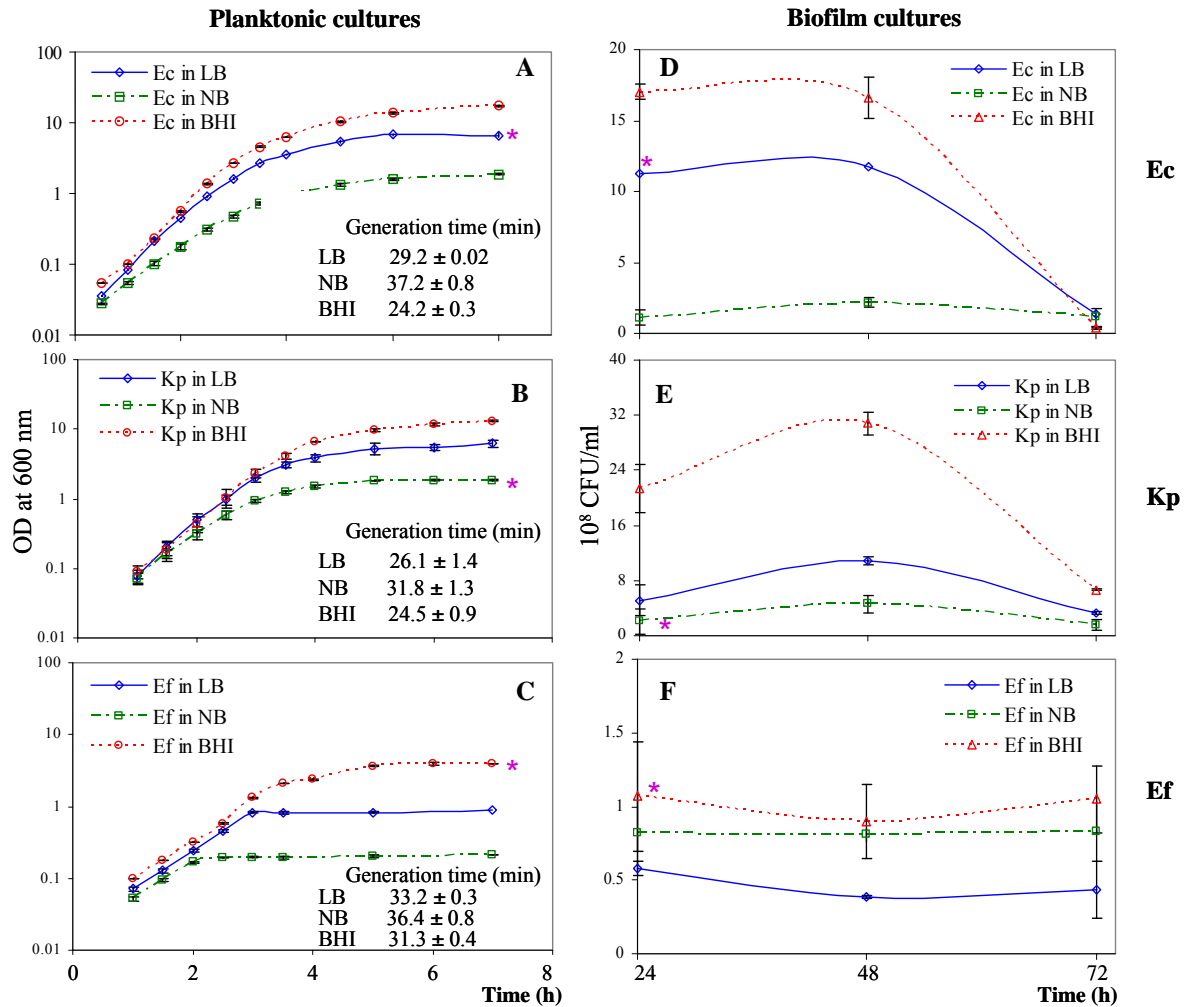 Planktonic cultures
Biofilm cultures
OD at 600 nm
100
10
1
0.1
0.01
Ec in LB
Ec in NB
Ec in BHI
A
*
Generation time (min)
LB 29.2 ± 0.02
NB 37.2 ± 0.8
BHI 24.2 ± 0.3
100
10
1
0.1
0.01
Kp in LB
Kp in NB
Kp in BHI
B
*
Generation time (min)
LB 26.1 ± 1.4
NB 31.8 ± 1.3
BHI 24.5 ± 0.9
100
10
1
0.1
0.01
Ef in LB
Ef in NB
Ef in BHI
C
*
Generation time (min)
LB 33.2 ± 0.3
NB 36.4 ± 0.8
BHI 31.3 ± 0.4
0 2 4 6 8
Time (h)
10⁸ CFU/ml
20
15
10
5
0
D
Ec in LB
Ec in NB
Ec in BHI
*
Ec
40
32
24
16
8
0
E
Kp in LB
Kp in NB
Kp in BHI
*
Kp
2
1.5
1
0.5
0
F
Ef in LB
Ef in NB
Ef in BHI
*
Ef
24 48 72
Time (h)